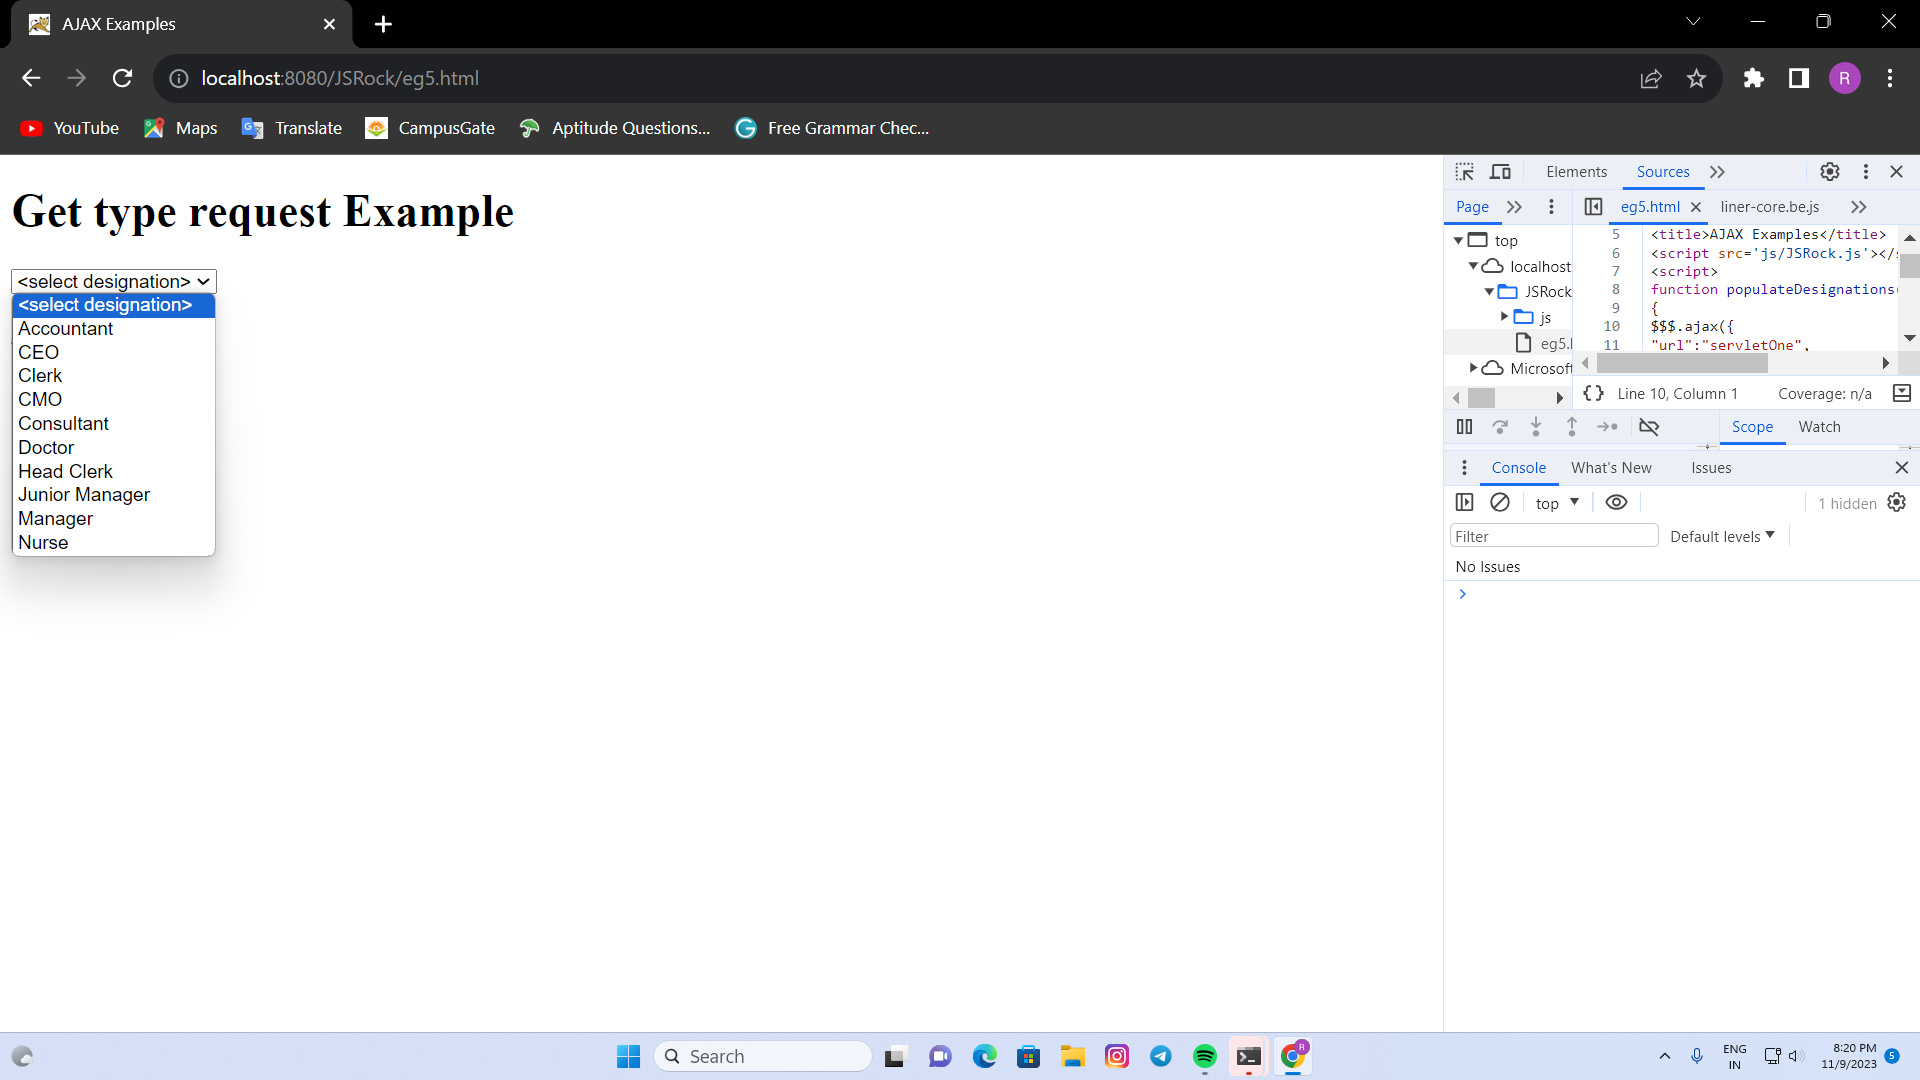 AJAX Examples
localhost:8080/JSRock/eg5.html
R
YouTube
Maps
Translate
CampusGate
Aptitude Questions...
Free Grammar Chec...
Get type request Example
<select designation>
<select designation>
Accountant
CEO
Clerk
CMO
Consultant
Doctor
Head Clerk
Junior Manager
Manager
Nurse
Elements
Sources
Page
eg5.html
liner-core.be.js
top
localhost
JSRock
js
eg5.
Microsoft
5 <title>AJAX Examples</title>
6 <script src='js/JSRock.js'></
7 <script>
8 function populateDesignations
9 {
10 $$$.ajax({
11 "url":"servletOne",
{} Line 10, Column 1
Coverage: n/a
Scope
Watch
Console
What's New
Issues
top
1 hidden
Filter
Default levels
No Issues
Search
R
ENG
IN
8:20 PM
11/9/2023
5